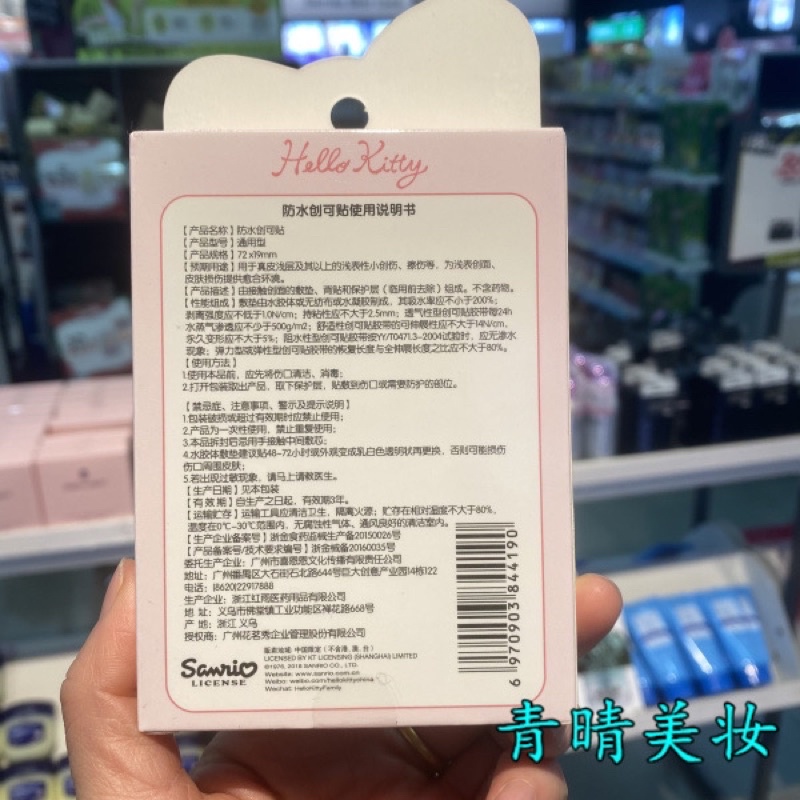 Hello Kitty
防水创可贴使用说明书
【产品名称】防水创可贴
【产品型号】通用型
【产品规格】72x19mm
【预期用途】用于真皮浅层及其以上的浅表性小创伤、擦伤等，为浅表创面、
皮肤损伤提供愈合环境。
【产品描述】由接触创面的敷垫、背贴和保护层（临用前去除）组成。不含药物。
【性能组成】敷垫由水胶体或无纺布或水凝胶制成，其吸水率应不小于200%；
剥离强度应不低于1.0N/cm；持粘性应不大于2.5mm；透气性型创可贴胶带每24h
水蒸气渗透应不少于500g/m2；舒适性创可贴胶带的可伸展性应不大于14N/cm，
永久变形应不大于5%；阻水性型创可贴胶带按YY/T0471.3-2004试验时，应无渗水
现象；弹力型或弹性型创可贴胶带的恢复长度与全伸展长度之比应不大于80%。
【使用方法】
1.使用本品前，应先将伤口清洁、消毒；
2.打开包装取出产品，取下保护层，贴敷到伤口或需要防护的部位。
【禁忌症、注意事项、警示及提示说明】
1.包装破损或超过有效期时应禁止使用；
2.产品为一次性使用，禁止重复使用；
3.本品拆封后忌用手接触中间敷芯；
4.水胶体敷垫建议贴48-72小时或外观变成乳白色透明状再更换，否则可能损伤
伤口周围皮肤；
5.若出现过敏现象，请马上请教医生。
【生产日期】见本包装
【有效期】自生产之日起，有效期3年。
【运输贮存】运输工具应清洁卫生，隔离火源；贮存在相对湿度不大于80%，
温度在0℃-30℃范围内，无腐蚀性气体、通风良好的清洁室内。
【生产企业备案号】浙金食药监械生产备20150026号
【产品备案号/技术要求编号】浙金械备20160035号
委托生产企业：广州市喜恩恩文化传播有限责任公司
地址：广州番禺区大石街石北路644号巨大创意产业园14栋122
电话：(8620)22917888
生产企业：浙江红雨医药用品有限公司
地 址：义乌市佛堂镇工业功能区禅花路668号
产 地：浙江 义乌
授权商：广州花茗秀企业管理股份有限公司
Sanrio
LICENSE
版卖地域：中国限定（不含港、澳、台）
LICENSED BY KT LICENSING (SHANGHAI) LIMITED
©1976, 2018 SANRIO CO., LTD.
Website: www.sanrio.com.cn
Weibo: weibo.com/hellokittychina
Wechat: HelloKittyFamily
6 970903 844190
青晴美妆